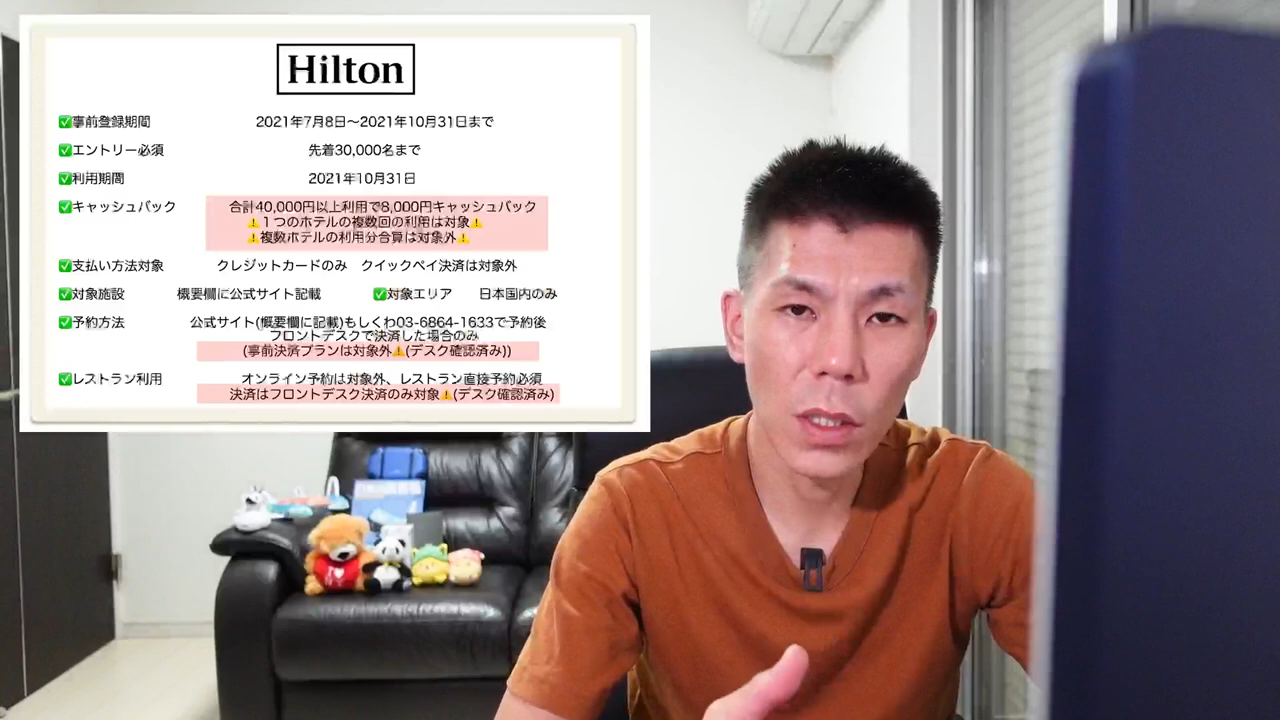 Hilton
✅事前登録期間 2021年7月8日〜2021年10月31日まで
✅エントリー必須 先着30,000名まで
✅利用期間 2021年10月31日
✅キャッシュバック 合計40,000円以上利用で8,000円キャッシュバック
⚠️1つのホテルの複数回の利用は対象⚠️
⚠️複数ホテルの利用分合算は対象外⚠️
✅支払い方法対象 クレジットカードのみ クイックペイ決済は対象外
✅対象施設 概要欄に公式サイト記載 ✅対象エリア 日本国内のみ
✅予約方法 公式サイト(概要欄に記載)もしくわ03-6864-1633で予約後
フロントデスクで決済した場合のみ
(事前決済プランは対象外⚠️(デスク確認済み))
✅レストラン利用 オンライン予約は対象外、レストラン直接予約必須
決済はフロントデスク決済のみ対象⚠️(デスク確認済み)